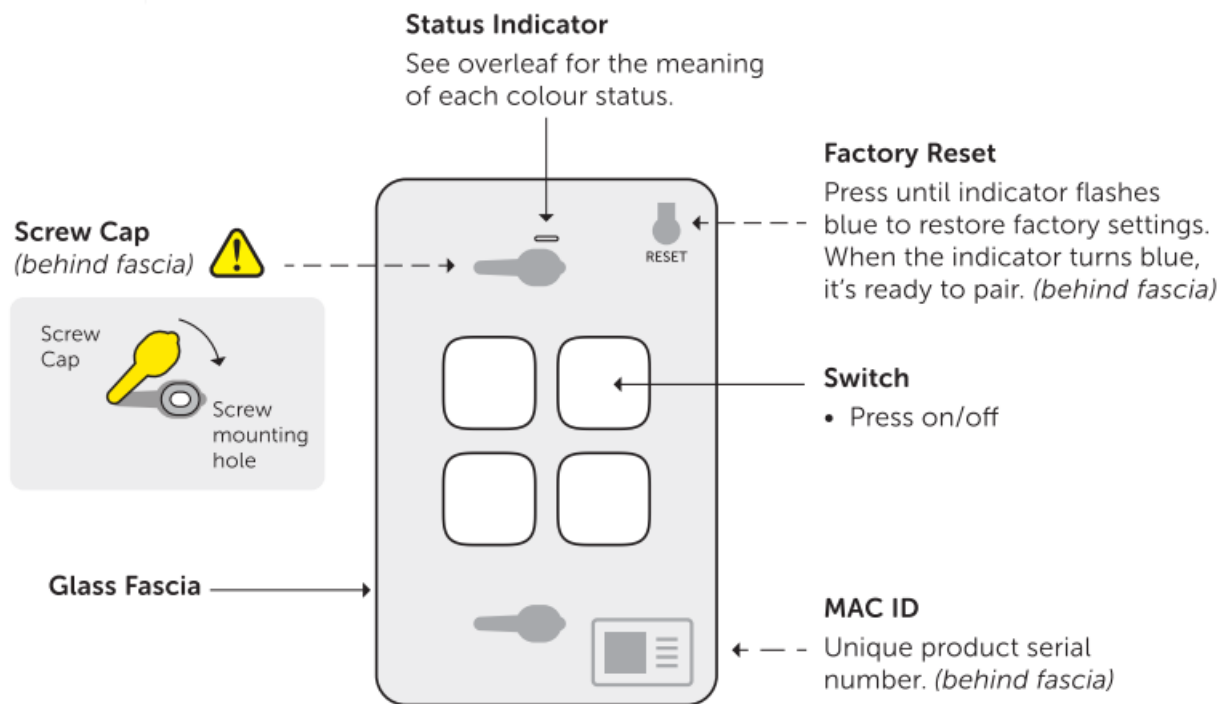 Status Indicator
See overleaf for the meaning
of each colour status.
Factory Reset
Press until indicator flashes
blue to restore factory settings.
When the indicator turns blue,
it's ready to pair. (behind fascia)
RESET
Screw Cap
(behind fascia)
!
Screw
Cap
Screw
mounting
hole
Switch
• Press on/off
Glass Fascia
MAC ID
Unique product serial
number. (behind fascia)